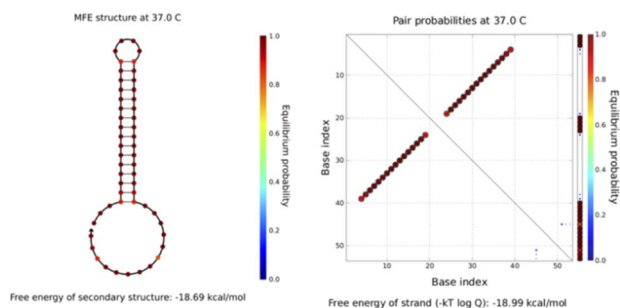 MFE structure at 37.0 C
1.0
0.8
0.6
0.4
0.2
0.0
Equilibrium probability
Free energy of secondary structure: -18.69 kcal/mol
Pair probabilities at 37.0 C
10
20
30
40
50
Base index
10 20 30 40 50
Base index
1.0
0.8
0.6
0.4
0.2
0.0
Equilibrium probability
Free energy of strand (-kT log Q): -18.99 kcal/mol